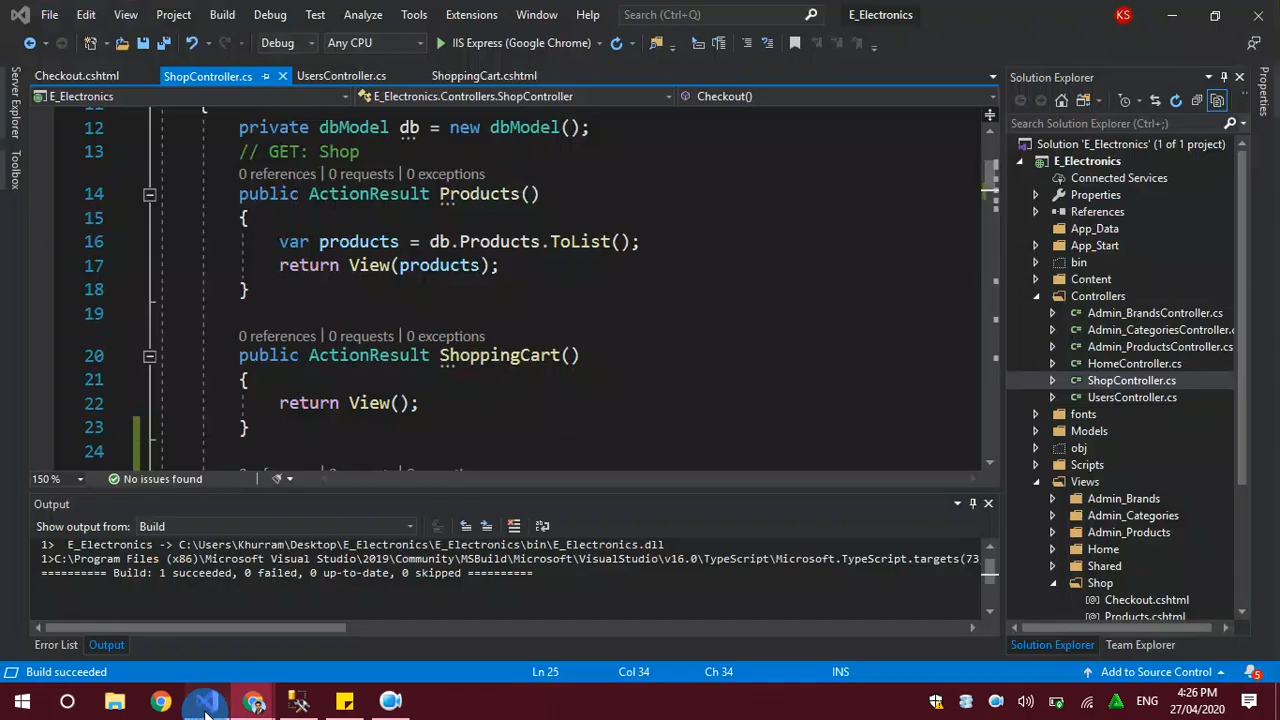 File Edit View Project Build Debug Test Analyze Tools Extensions Window Help Search (Ctrl+;) E_Electronics KS
Debug Any CPU IIS Express (Google Chrome)
Checkout.cshtml ShopController.cs UsersController.cs ShoppingCart.cshtml
E_Electronics E_Electronics.Controllers.ShopController Checkout()
Server Explorer
Toolbox
11 {
12 private dbModel db = new dbModel();
13 // GET: Shop
0 references | 0 requests | 0 exceptions
14 public ActionResult Products()
15 {
16 var products = db.Products.ToList();
17 return View(products);
18 }
19
0 references | 0 requests | 0 exceptions
20 public ActionResult ShoppingCart()
21 {
22 return View();
23 }
24
150 % No issues found
Output
Show output from: Build
1> E_Electronics -> C:\Users\Khurram\Desktop\E_Electronics\E_Electronics\bin\E_Electronics.dll
1>C:\Program Files (x86)\Microsoft Visual Studio\2019\Community\MSBuild\Microsoft\VisualStudio\v16.0\TypeScript\Microsoft.TypeScript.targets(73
========== Build: 1 succeeded, 0 failed, 0 up-to-date, 0 skipped ==========
Error List Output
Solution Explorer
Search Solution Explorer (Ctrl+;)
Solution 'E_Electronics' (1 of 1 project)
E_Electronics
Connected Services
Properties
References
App_Data
App_Start
bin
Content
Controllers
C# Admin_BrandsController.cs
C# Admin_CategoriesController.c
C# Admin_ProductsController.cs
C# HomeController.cs
C# ShopController.cs
C# UsersController.cs
fonts
Models
obj
Scripts
Views
Admin_Brands
Admin_Categories
Admin_Products
Home
Shared
Shop
[@] Checkout.cshtml
[@] Products.cshtml
Solution Explorer Team Explorer
Properties
Build succeeded Ln 25 Col 34 Ch 34 INS Add to Source Control 5
ENG 4:26 PM
27/04/2020